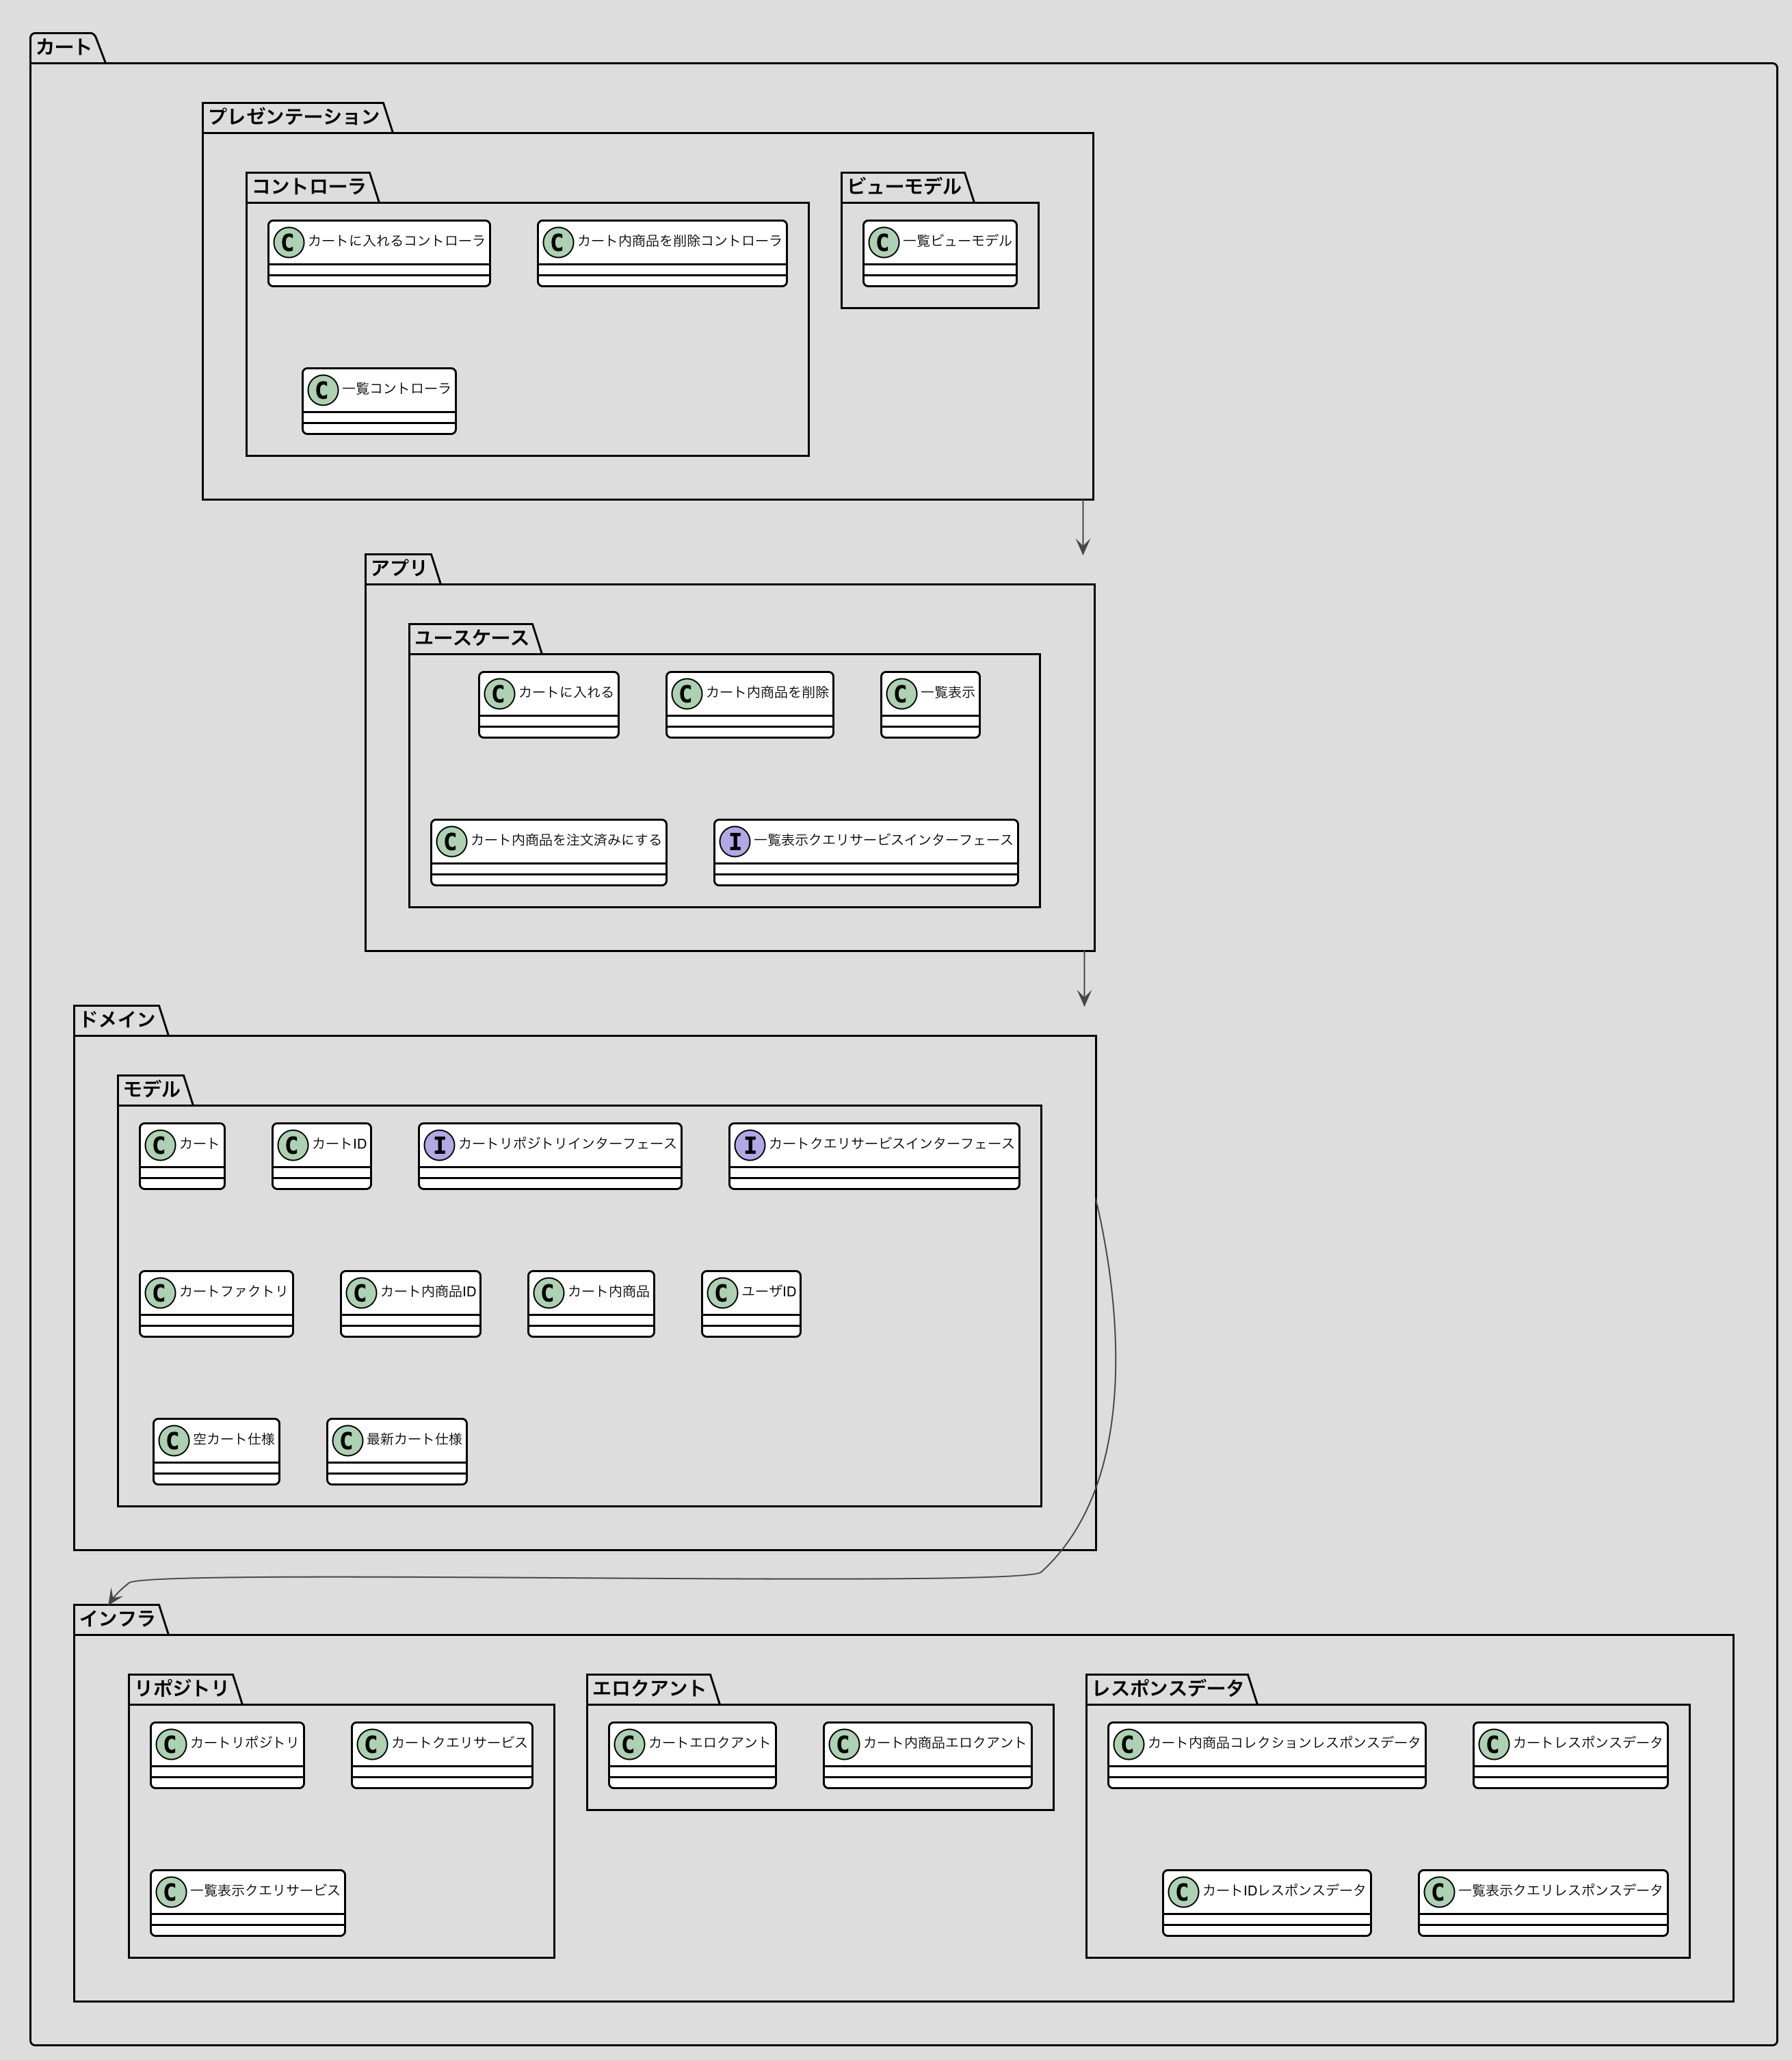 カート
プレゼンテーション
コントローラ
ビューモデル
C カートに入れるコントローラ
C カート内商品を削除コントローラ
C 一覧ビューモデル
C 一覧コントローラ
アプリ
ユースケース
C カートに入れる
C カート内商品を削除
C 一覧表示
C カート内商品を注文済みにする
I 一覧表示クエリサービスインターフェース
ドメイン
モデル
C カート
C カートID
I カートリポジトリインターフェース
I カートクエリサービスインターフェース
C カートファクトリ
C カート内商品ID
C カート内商品
C ユーザID
C 空カート仕様
C 最新カート仕様
インフラ
リポジトリ
エロクアント
レスポンスデータ
C カートリポジトリ
C カートクエリサービス
C カートエロクアント
C カート内商品エロクアント
C カート内商品コレクションレスポンスデータ
C カートレスポンスデータ
C 一覧表示クエリサービス
C カートIDレスポンスデータ
C 一覧表示クエリレスポンスデータ